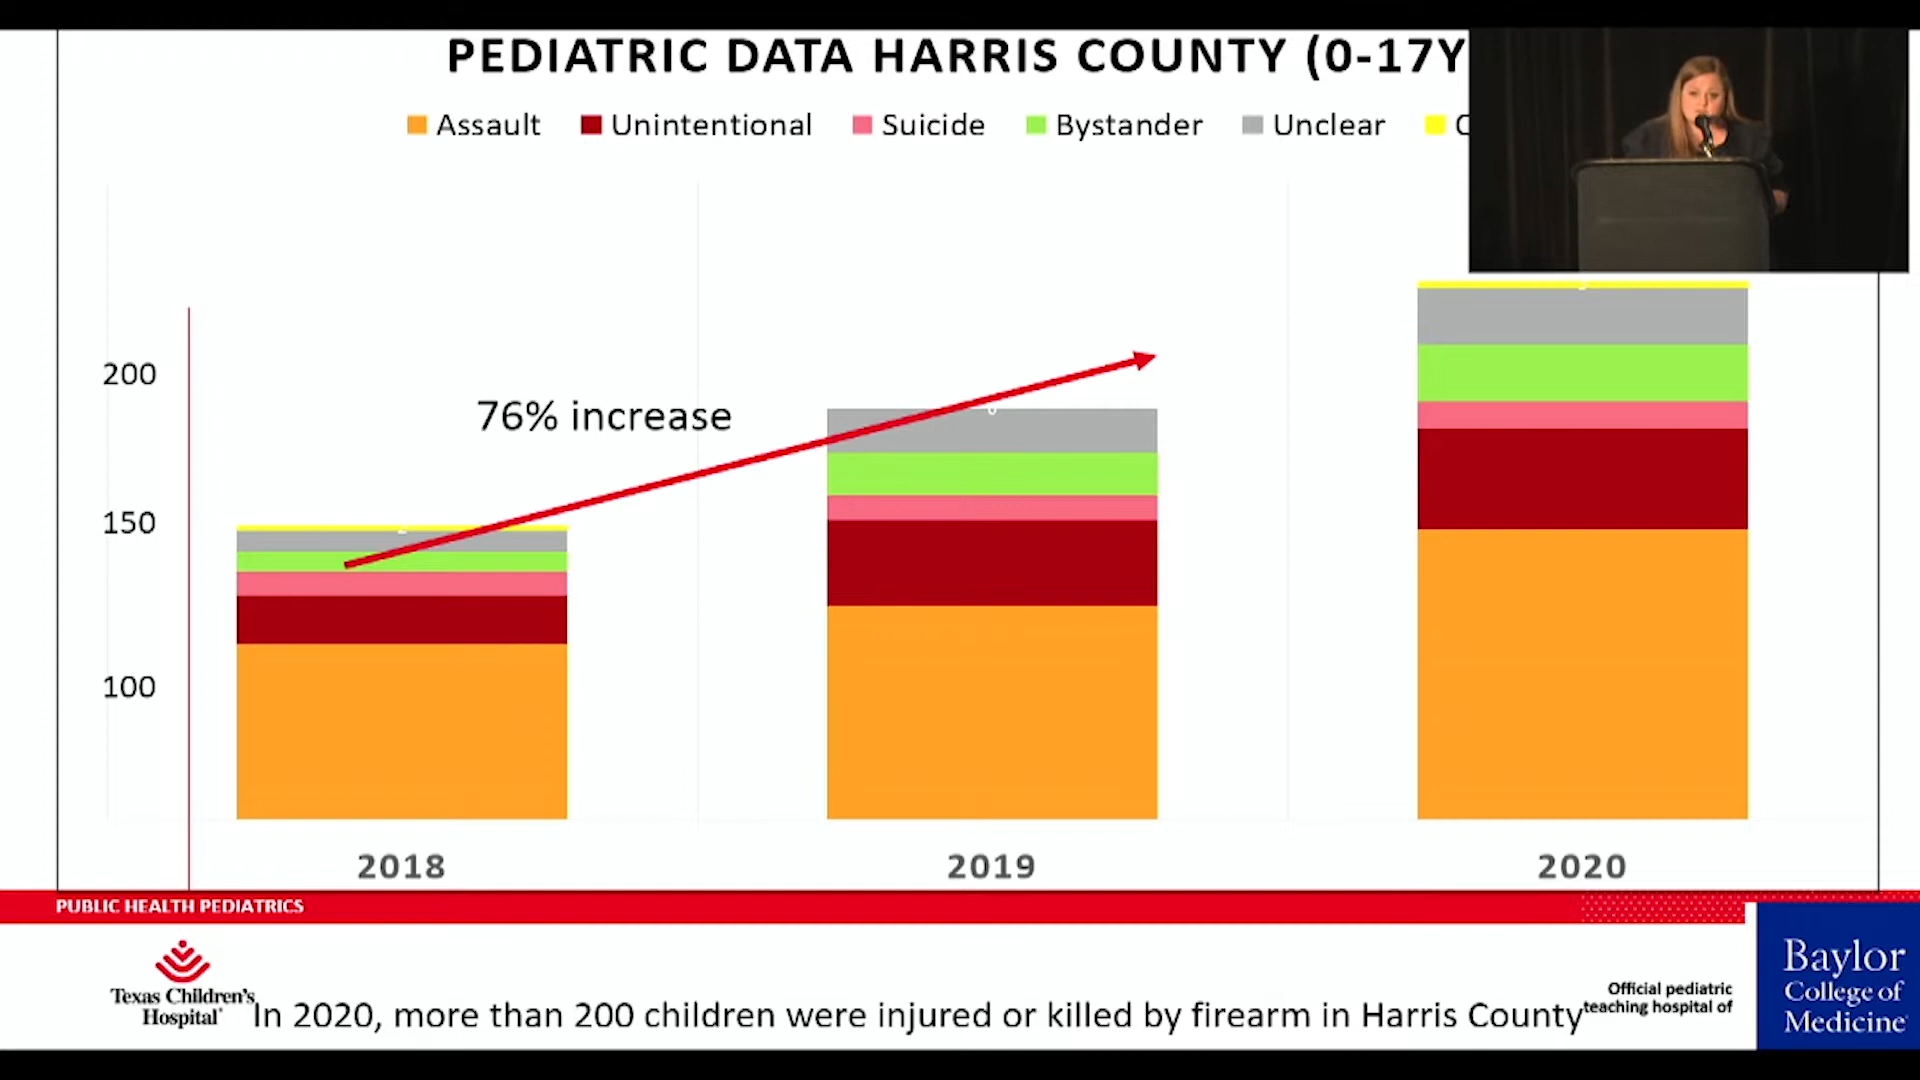 PEDIATRIC DATA HARRIS COUNTY (0-17Y
Assault Unintentional Suicide Bystander Unclear
200
76% increase
0
150
100
2018 2019 2020
PUBLIC HEALTH PEDIATRICS
Texas Children's
Hospital
In 2020, more than 200 children were injured or killed by firearm in Harris County
Official pediatric
teaching hospital of
Baylor
College of
Medicine